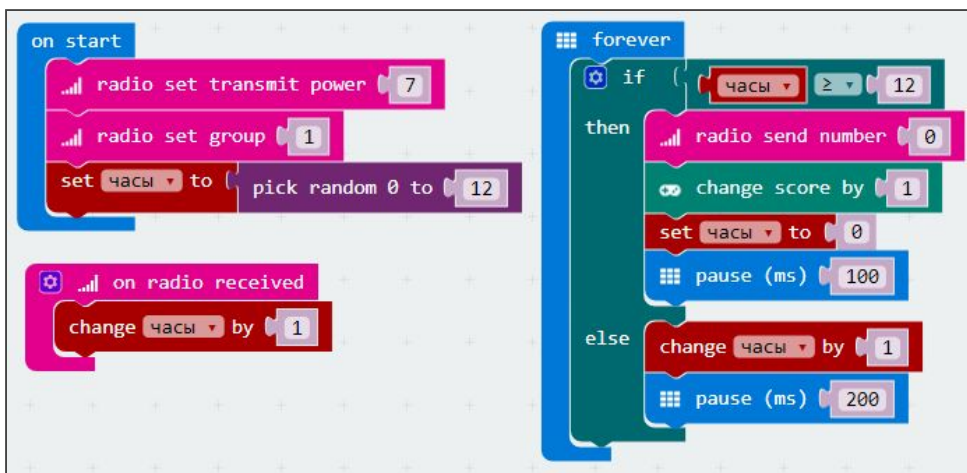 on start
radio set transmit power 7
radio set group 1
set часы to pick random 0 to 12
on radio received
change часы by 1
forever
if часы ≥ 12
then radio send number 0
change score by 1
set часы to 0
pause (ms) 100
else change часы by 1
pause (ms) 200